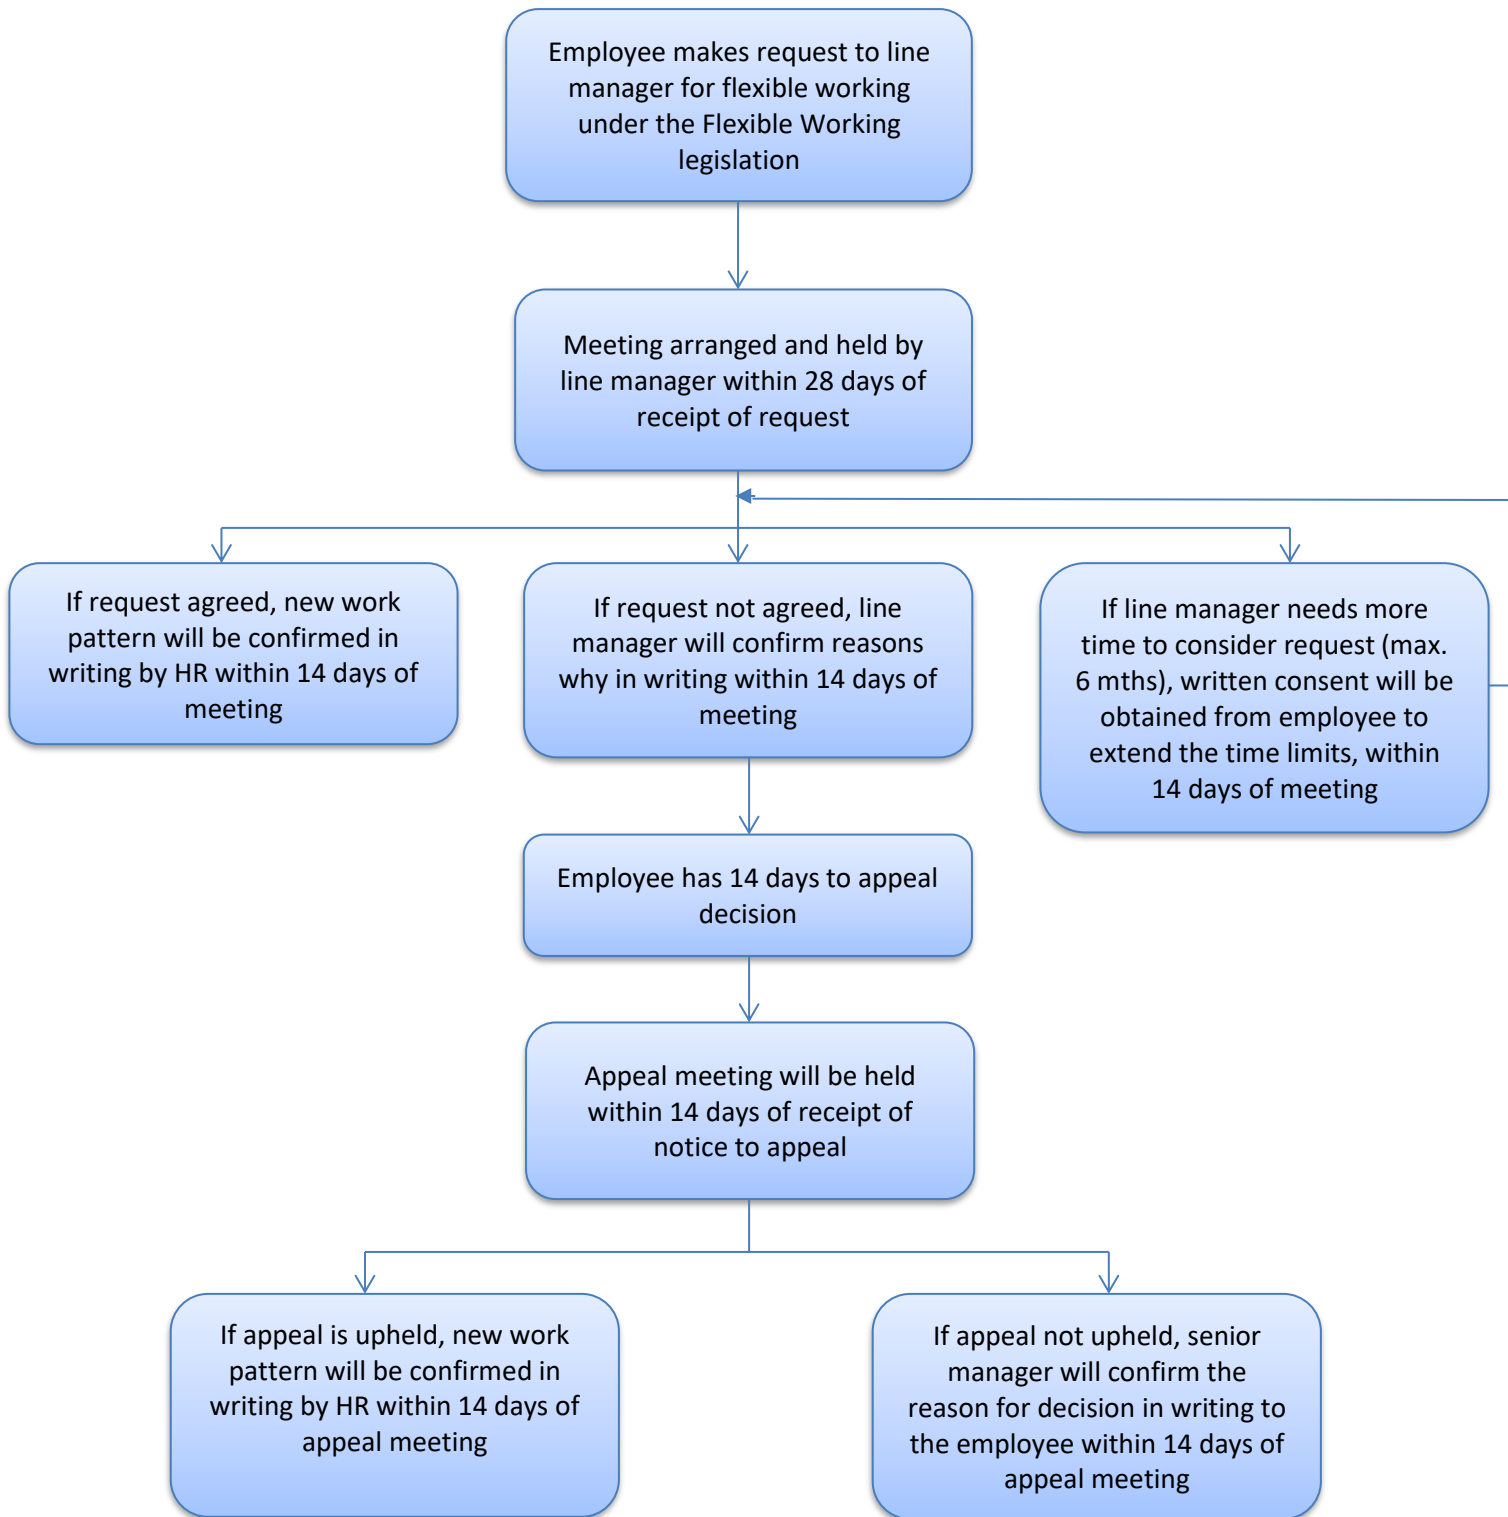 Employee makes request to line
manager for flexible working
under the Flexible Working
legislation
Meeting arranged and held by
line manager within 28 days of
receipt of request
If request agreed, new work
pattern will be confirmed in
writing by HR within 14 days of
meeting
If request not agreed, line
manager will confirm reasons
why in writing within 14 days of
meeting
If line manager needs more
time to consider request (max.
6 mths), written consent will be
obtained from employee to
extend the time limits, within
14 days of meeting
Employee has 14 days to appeal
decision
Appeal meeting will be held
within 14 days of receipt of
notice to appeal
If appeal is upheld, new work
pattern will be confirmed in
writing by HR within 14 days of
appeal meeting
If appeal not upheld, senior
manager will confirm the
reason for decision in writing to
the employee within 14 days of
appeal meeting